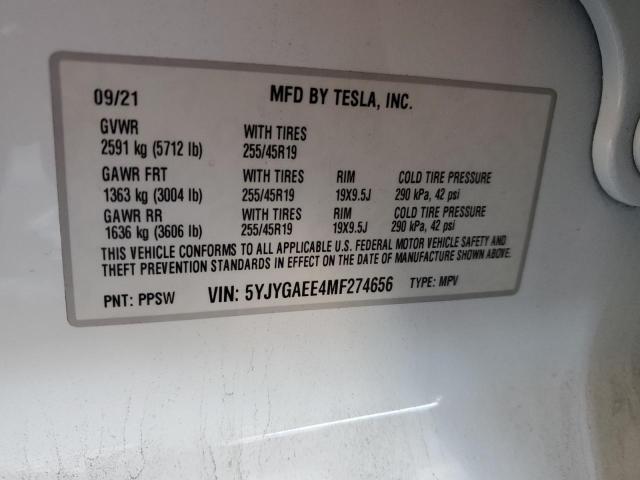 09/21 MFD BY TESLA, INC.
GVWR WITH TIRES
2591 kg (5712 lb) 255/45R19
GAWR FRT WITH TIRES RIM COLD TIRE PRESSURE
1363 kg (3004 lb) 255/45R19 19X9.5J 290 kPa, 42 psi
GAWR RR WITH TIRES RIM COLD TIRE PRESSURE
1636 kg (3606 lb) 255/45R19 19X9.5J 290 kPa, 42 psi
THIS VEHICLE CONFORMS TO ALL APPLICABLE U.S. FEDERAL MOTOR VEHICLE SAFETY AND
THEFT PREVENTION STANDARDS IN EFFECT ON THE DATE OF MANUFACTURE SHOWN ABOVE.
PNT: PPSW VIN: 5YJYGAEE4MF274656 TYPE: MPV